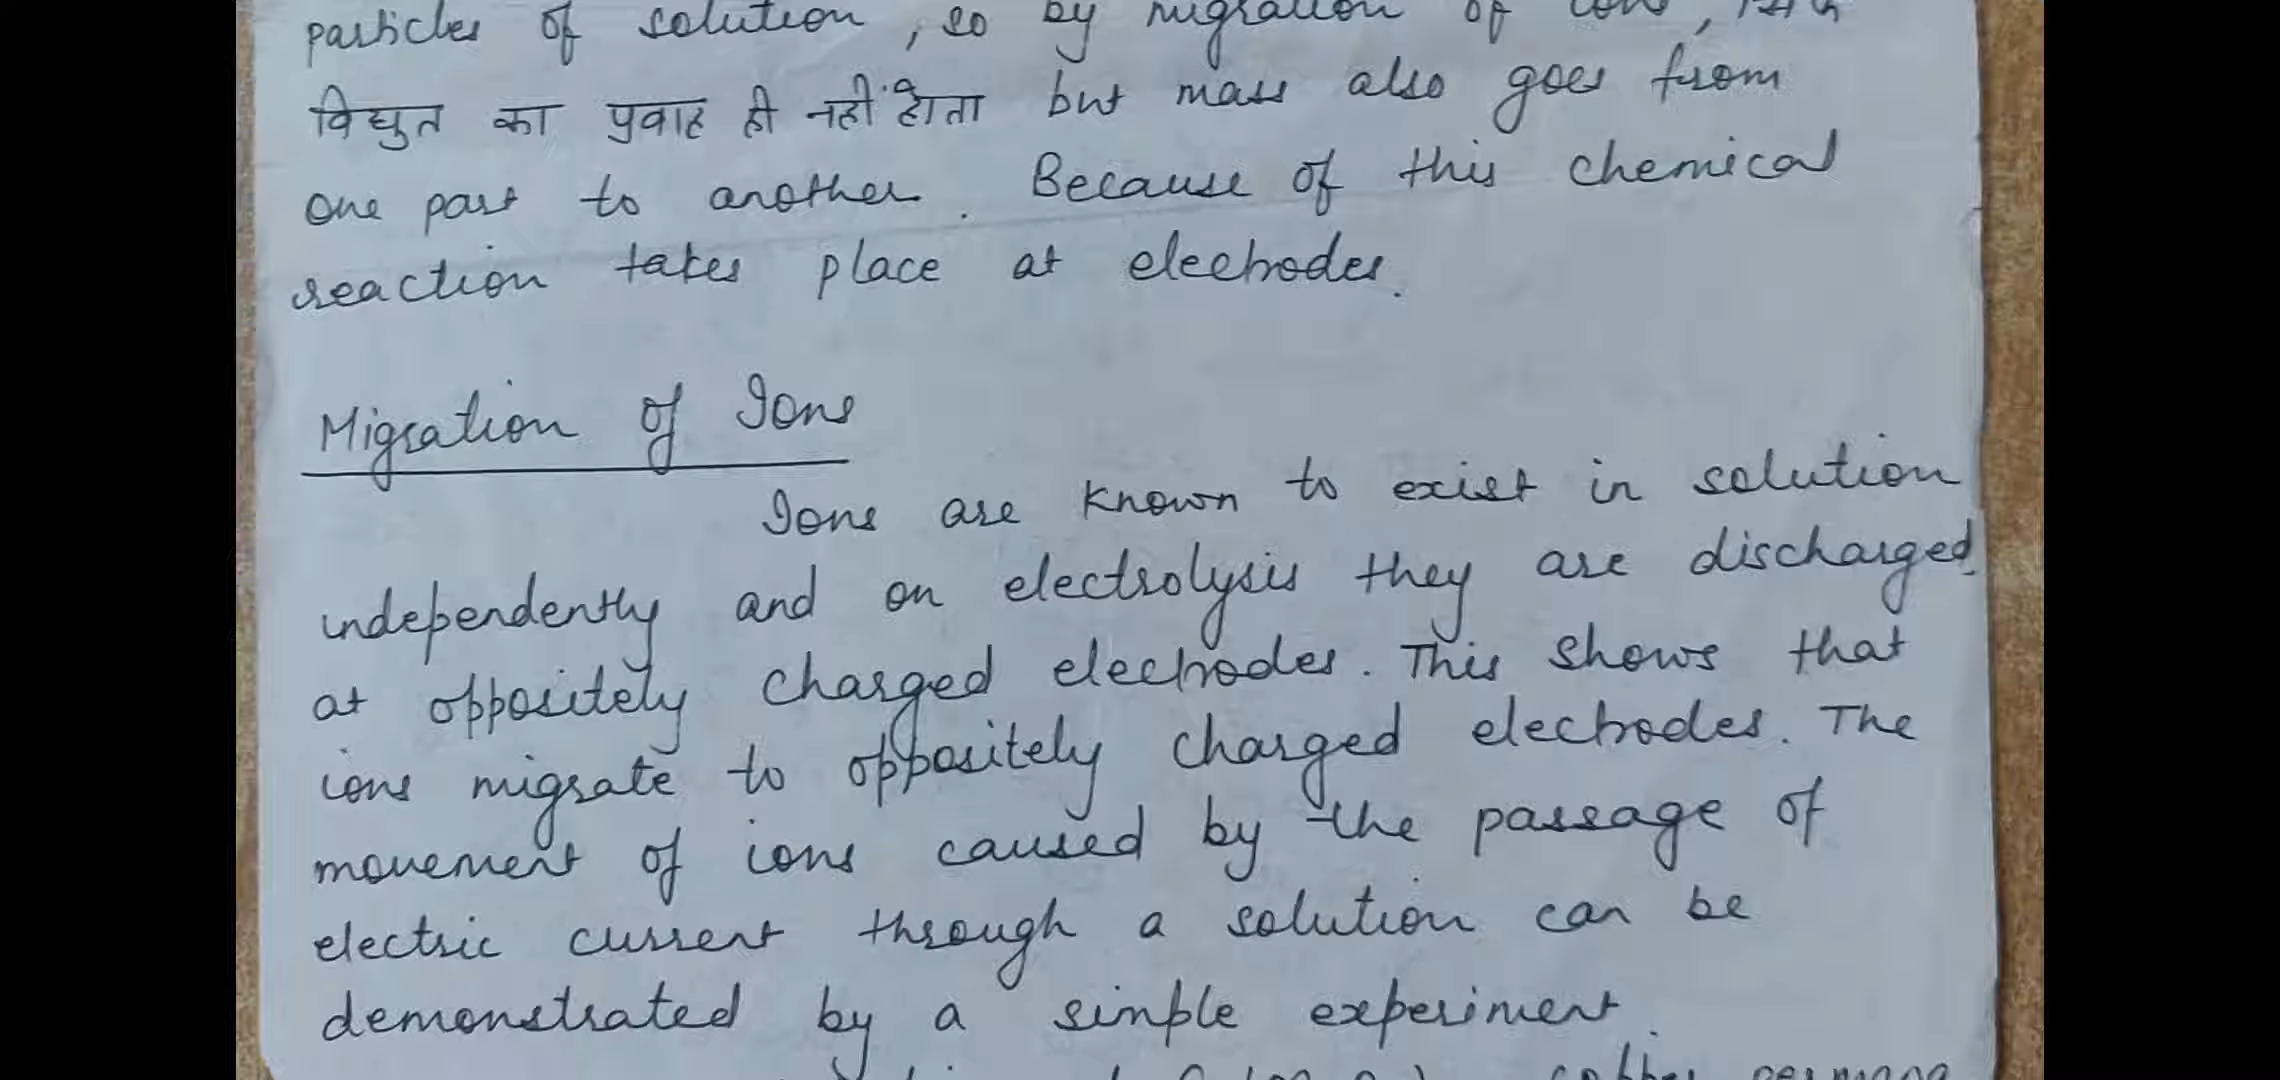 particles of solution, so by migration of ions, सिर्फ
विद्युत का प्रवाह ही नहीं होता but mass also goes from
one part to another. Because of this chemical
reaction takes place at electrodes.
Migration of Ions
Ions are known to exist in solution
independently and on electrolysis they are discharged
at oppositely charged electrodes. This shows that
ions migrate to oppositely charged electrodes. The
movement of ions caused by the passage of
electric current through a solution can be
demonstrated by a simple experiment.